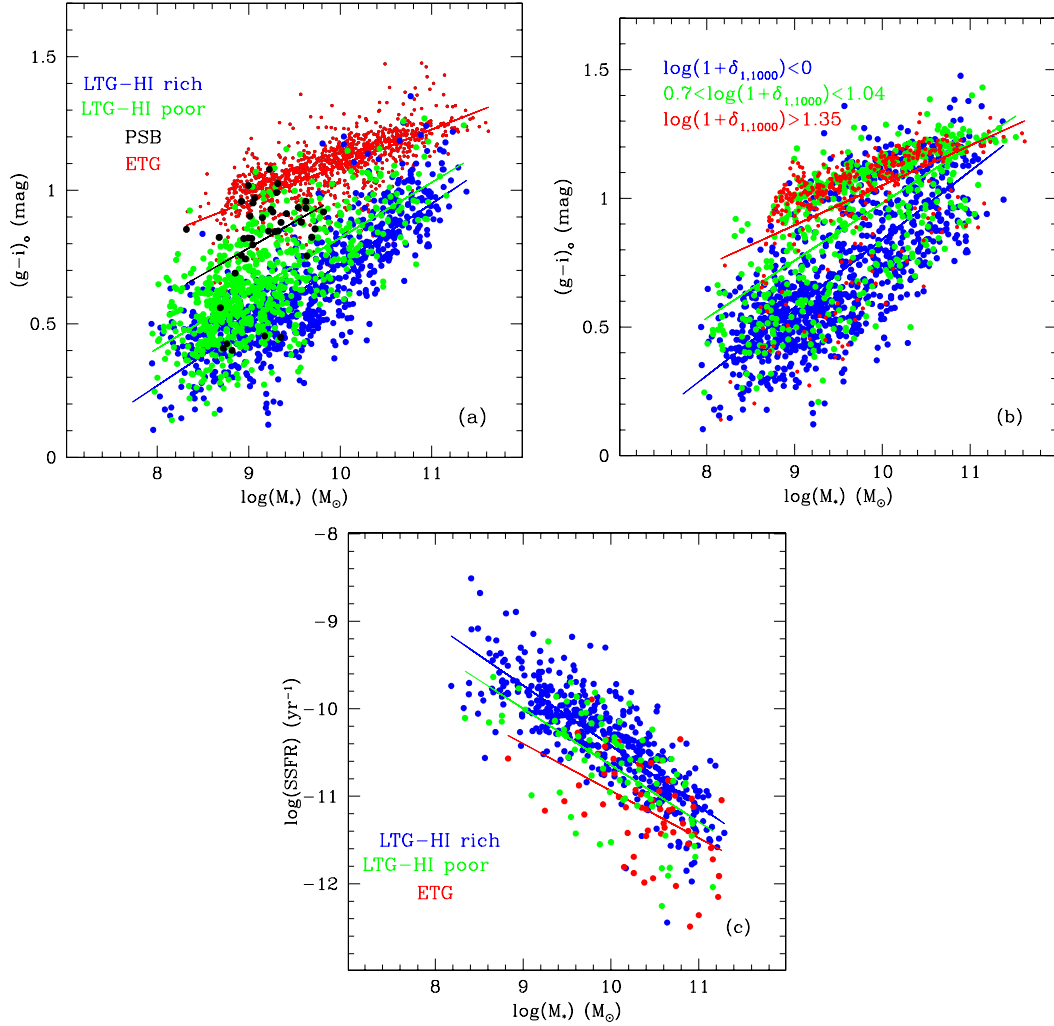 1.5
1
0.5
0
(g−i)ₒ (mag)
LTG−HI rich
LTG−HI poor
PSB
ETG
(a)
8 9 10 11
log(M*) (M⊙)
1.5
1
0.5
0
(g−i)ₒ (mag)
log(1+δ1,1000)<0
0.7<log(1+δ1,1000)<1.04
log(1+δ1,1000)>1.35
(b)
8 9 10 11
log(M*) (M⊙)
−8
−9
−10
−11
−12
log(SSFR) (yr⁻¹)
LTG−HI rich
LTG−HI poor
ETG
(c)
8 9 10 11
log(M*) (M⊙)